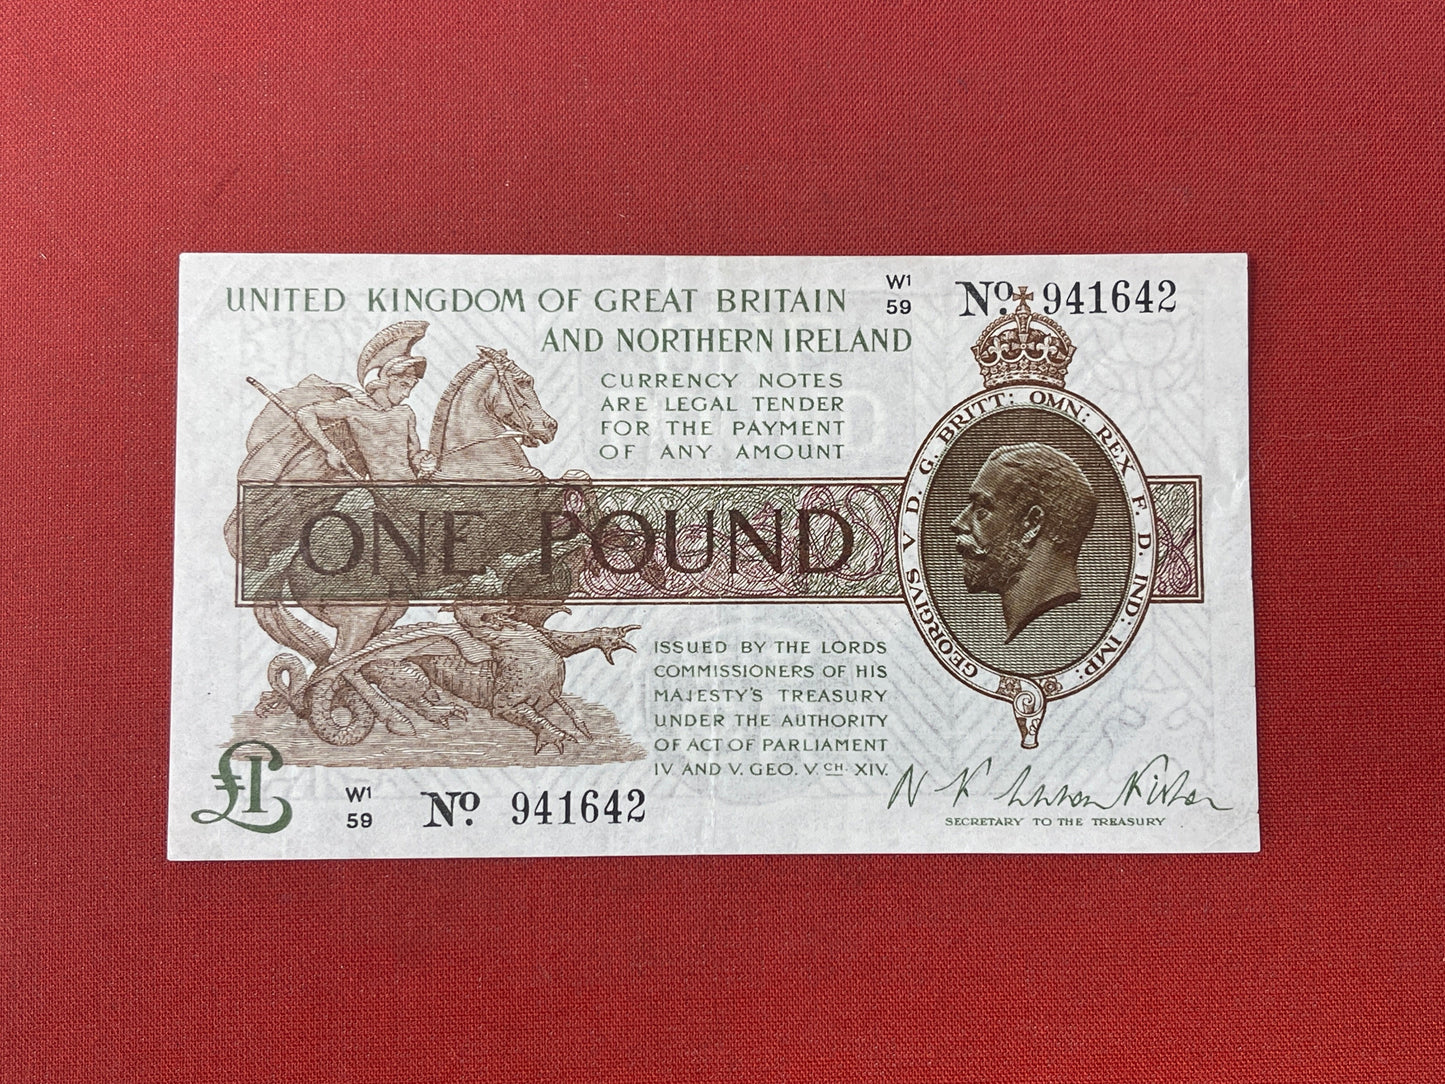 UNITED KINGDOM OF GREAT BRITAIN
AND NORTHERN IRELAND
W1
59
No. 941642
CURRENCY NOTES
ARE LEGAL TENDER
FOR THE PAYMENT
OF ANY AMOUNT
ONE POUND
GEORGIVS V D. G. BRITT: OMN: REX F. D. IND: IMP:
ISSUED BY THE LORDS
COMMISSIONERS OF HIS
MAJESTY'S TREASURY
UNDER THE AUTHORITY
OF ACT OF PARLIAMENT
IV. AND V. GEO. V. CH. XIV.
£1
W1
59
No. 941642
SECRETARY TO THE TREASURY